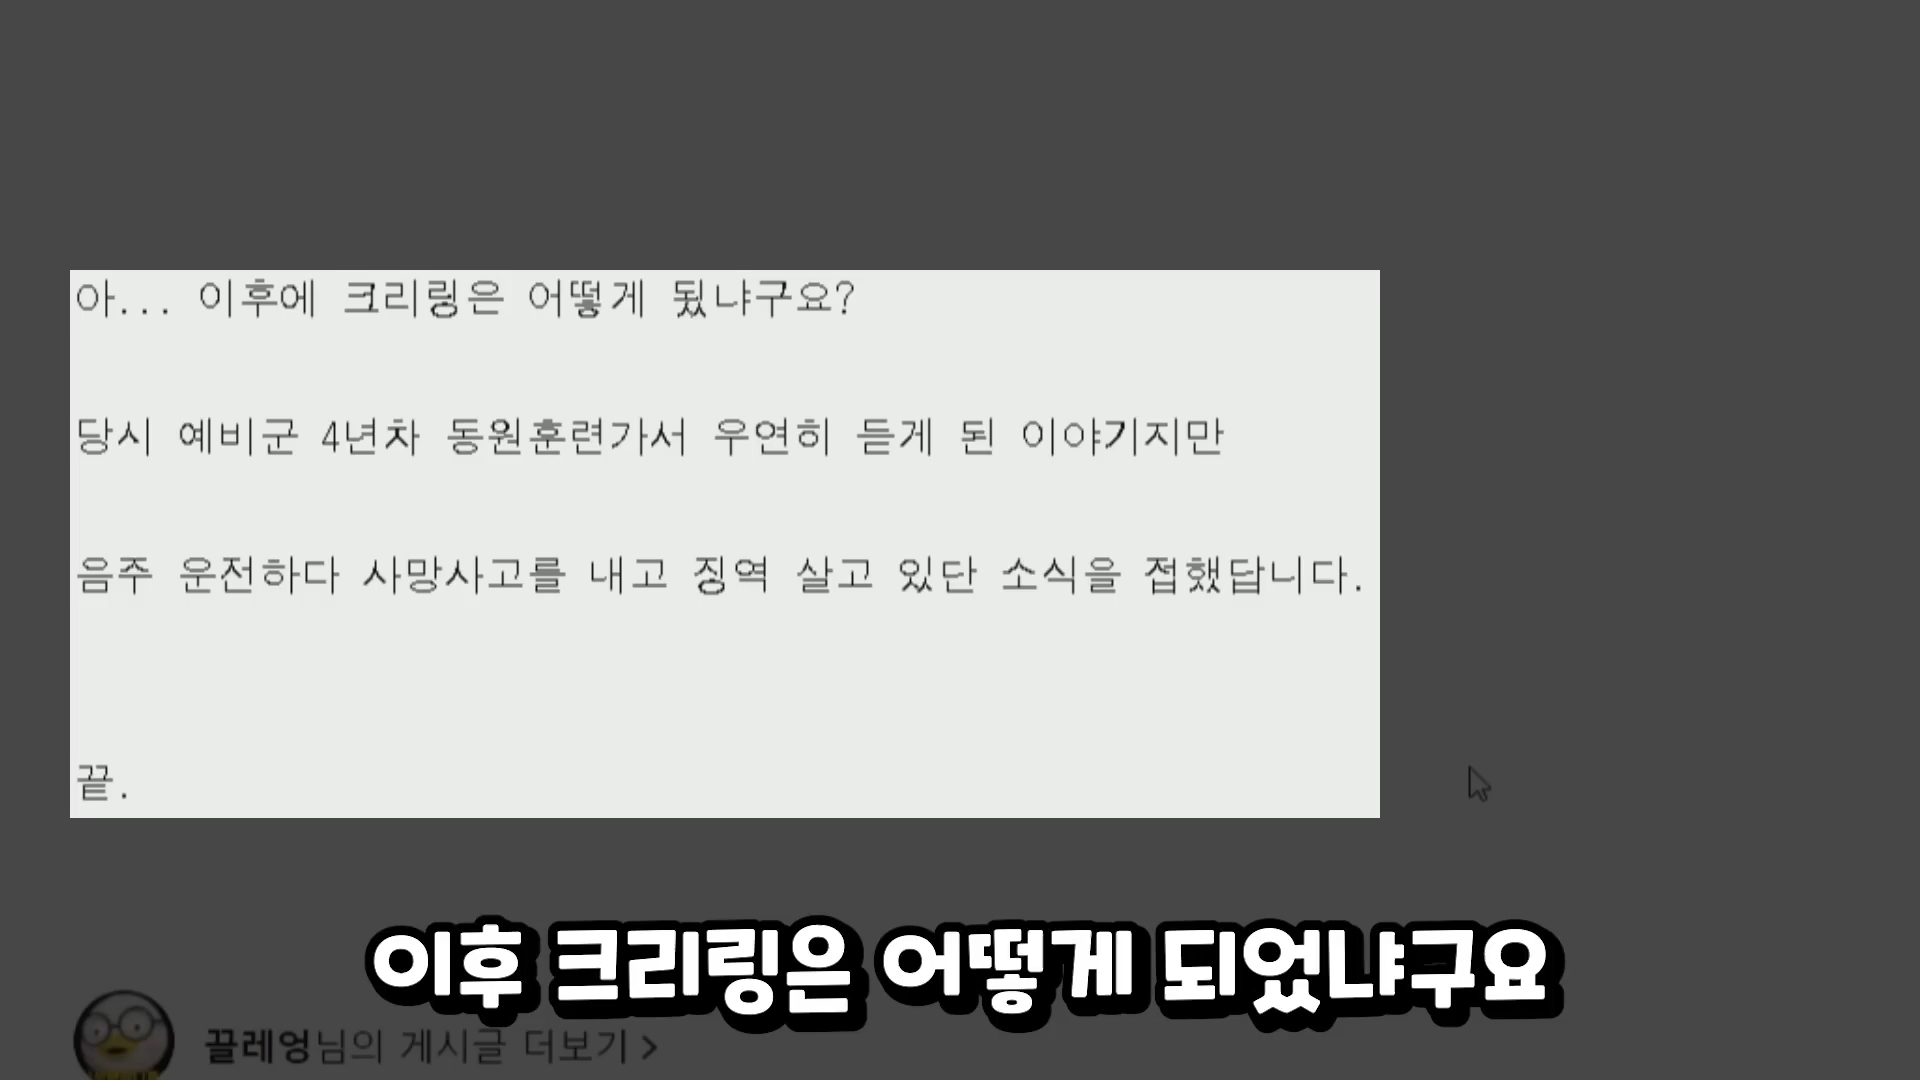 아... 이후에 크리링은 어떻게 됬냐구요?
당시 예비군 4년차 동원훈련가서 우연히 듣게 된 이야기지만
음주 운전하다 사망사고를 내고 징역 살고 있단 소식을 접했답니다.
끝.
이후 크리링은 어떻게 되었냐구요
끌레엉님의 게시글 더보기 >